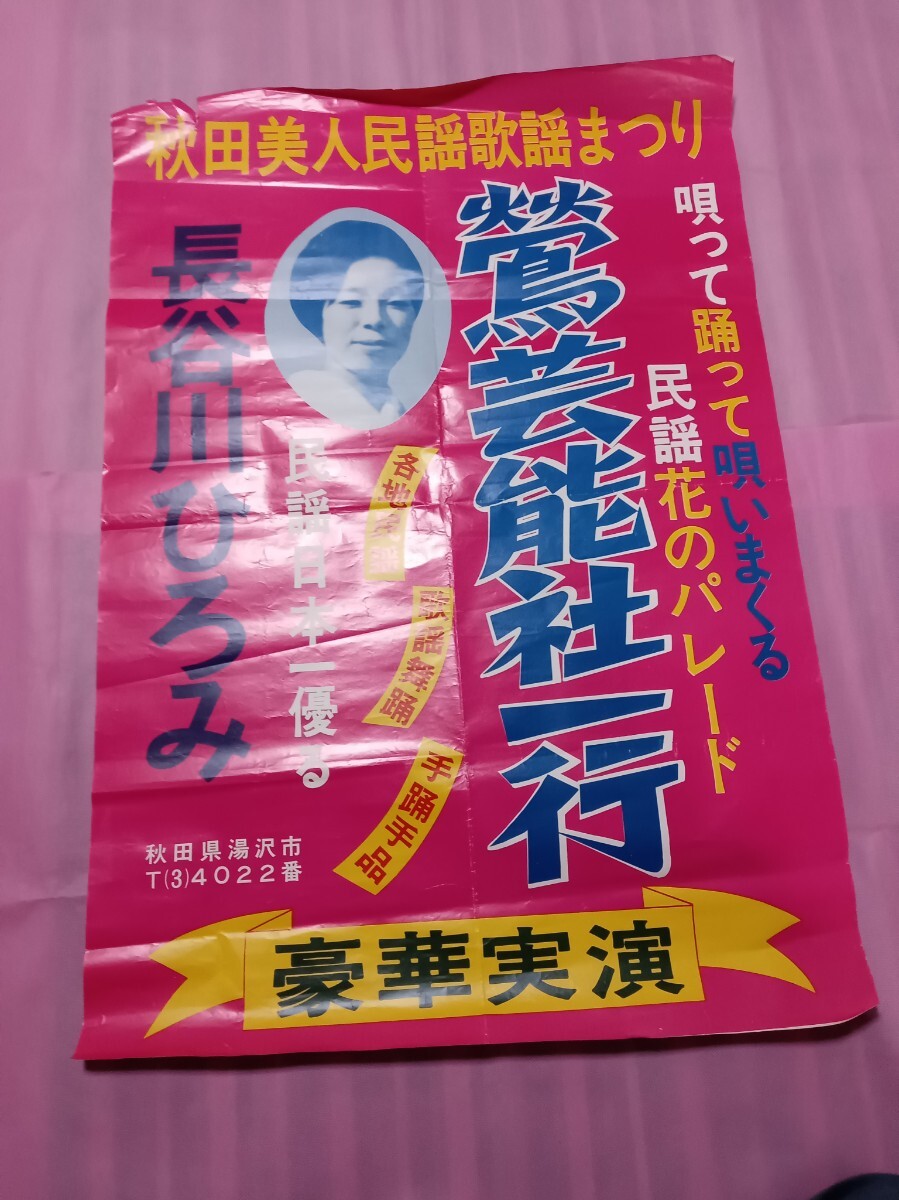 秋田美人民謡歌謡まつり
唄って踊って唄いまくる
民謡花のパレード
鶯芸能社一行
各地民謡
歌謡舞踊
手踊手品
民謡日本一優る
長谷川ひろみ
秋田県湯沢市
T(3)4022番
豪華実演